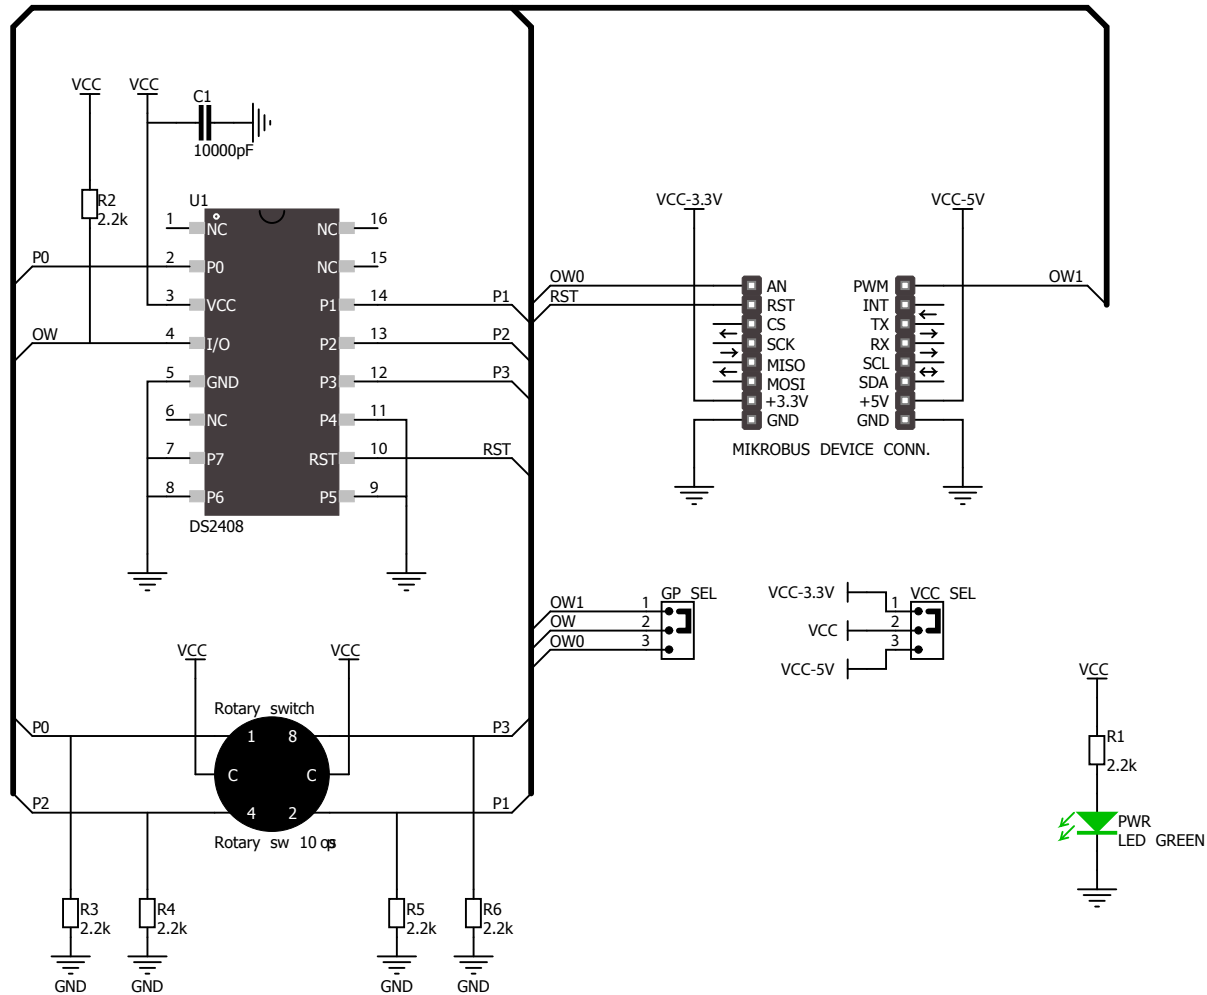 VCC VCC
C1
10000pF
R2
2.2k
U1
1 NC NC 16
P0 2 P0 NC 15
3 VCC P1 14 P1
OW 4 I/O P2 13 P2
5 GND P3 12 P3
6 NC P4 11
7 P7 RST 10 RST
8 P6 P5 9
DS2408
VCC-3.3V VCC-5V
OW0 AN PWM OW1
RST RST INT
CS TX
SCK RX
MISO SCL
MOSI SDA
+3.3V +5V
GND GND
MIKROBUS DEVICE CONN.
GP SEL
OW1 1
OW 2
OW0 3
VCC SEL
VCC-3.3V 1
VCC 2
VCC-5V 3
VCC VCC
Rotary switch
P0 1 8 P3
C C
P2 4 2 P1
Rotary sw 10
R3
2.2k
R4
2.2k
R5
2.2k
R6
2.2k
GND GND GND GND
VCC
R1
2.2k
PWR
LED GREEN